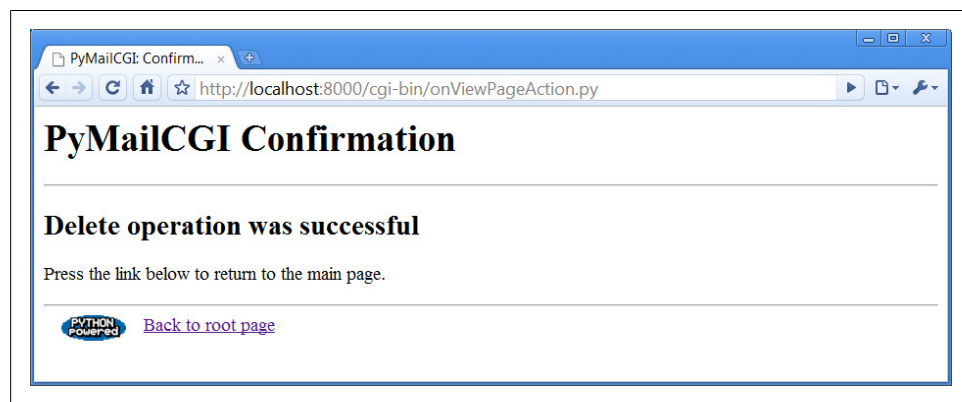 PyMailCGI: Confirm...
http://localhost:8000/cgi-bin/onViewPageAction.py
PyMailCGI Confirmation
Delete operation was successful
Press the link below to return to the main page.
PYTHON
Powered
Back to root page